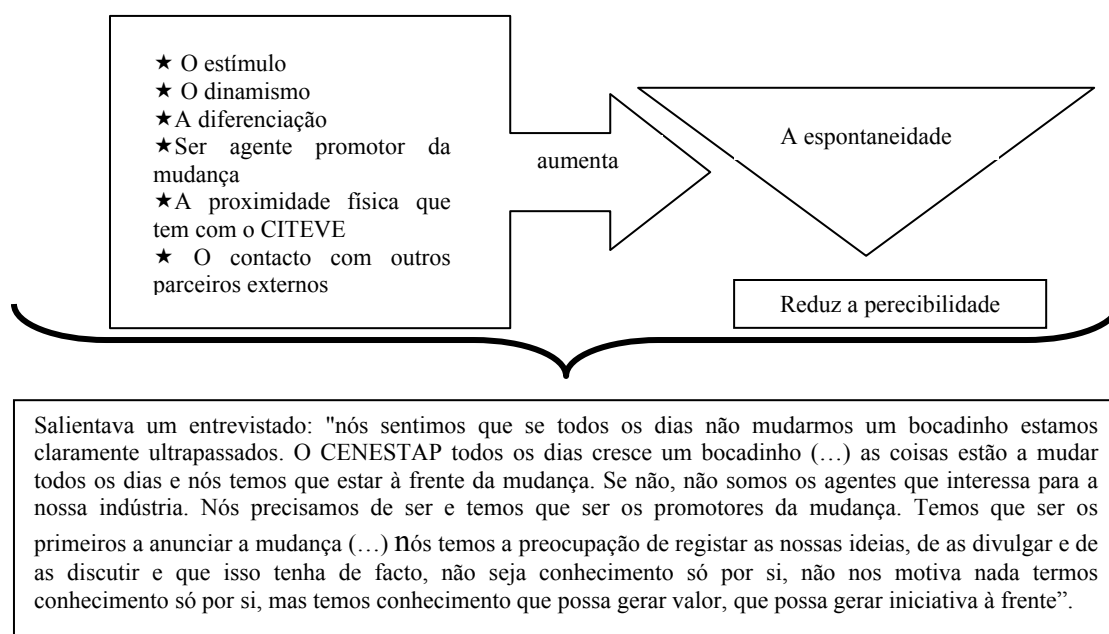 ★ O estímulo
★ O dinamismo
★A diferenciação
★Ser agente promotor da
mudança
★A proximidade física que
tem com o CITEVE
★ O contacto com outros
parceiros externos
aumenta
A espontaneidade
Reduz a perecibilidade
Salientava um entrevistado: "nós sentimos que se todos os dias não mudarmos um bocadinho estamos
claramente ultrapassados. O CENESTAP todos os dias cresce um bocadinho (…) as coisas estão a mudar
todos os dias e nós temos que estar à frente da mudança. Se não, não somos os agentes que interessa para a
nossa indústria. Nós precisamos de ser e temos que ser os promotores da mudança. Temos que ser os
primeiros a anunciar a mudança (…) nós temos a preocupação de registar as nossas ideias, de as divulgar e de
as discutir e que isso tenha de facto, não seja conhecimento só por si, não nos motiva nada termos
conhecimento só por si, mas temos conhecimento que possa gerar valor, que possa gerar iniciativa à frente”.